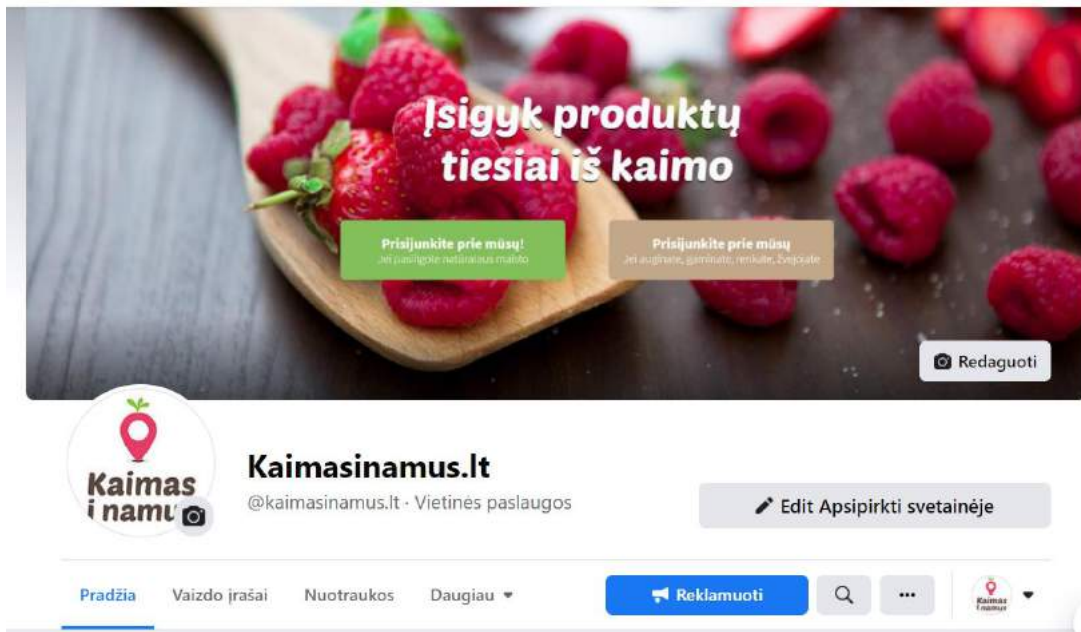 Įsigyk produktų
tiesiai iš kaimo
Prisijunkite prie mūsų!
Jei pasiilgote natūralaus maisto
Prisijunkite prie mūsų
Jei auginate, gaminate, renkate, žvejojate
Redaguoti
Kaimas
į namu
Kaimasinamus.lt
@kaimasinamus.lt · Vietinės paslaugos
Edit Apsipirkti svetainėje
Pradžia Vaizdo įrašai Nuotraukos Daugiau
Reklamuoti
Kaimas
į namus